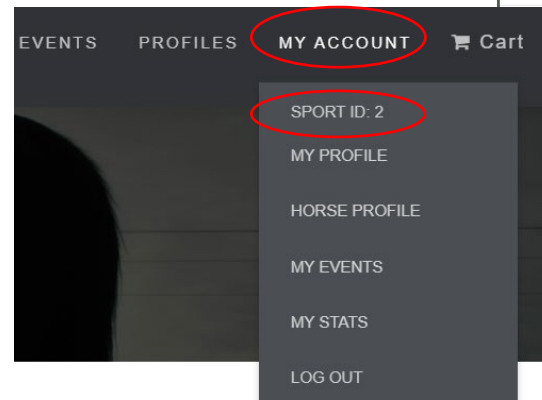 EVENTS PROFILES MY ACCOUNT Cart
SPORT ID: 2
MY PROFILE
HORSE PROFILE
MY EVENTS
MY STATS
LOG OUT